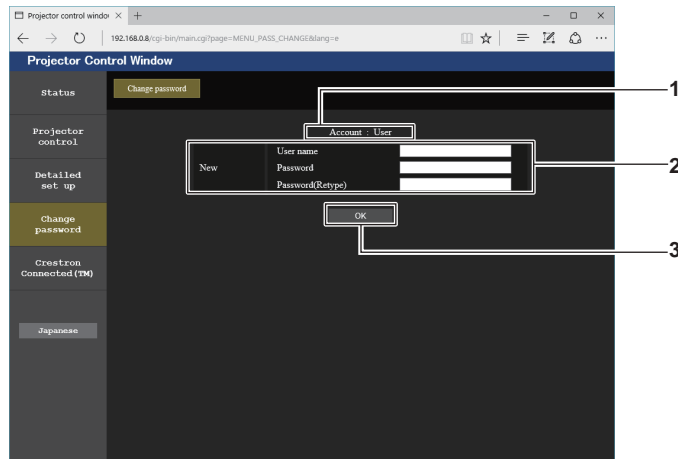 Projector control windo
192.168.0.8/cgi-bin/main.cgi?page=MENU_PASS_CHANGE&lang=e
Projector Control Window
Status
Change password
1
Projector
control
Account : User
User name
New
Password
2
Password(Retype)
Detailed
set up
Change
password
OK
3
Crestron
Connected(TM)
Japanese